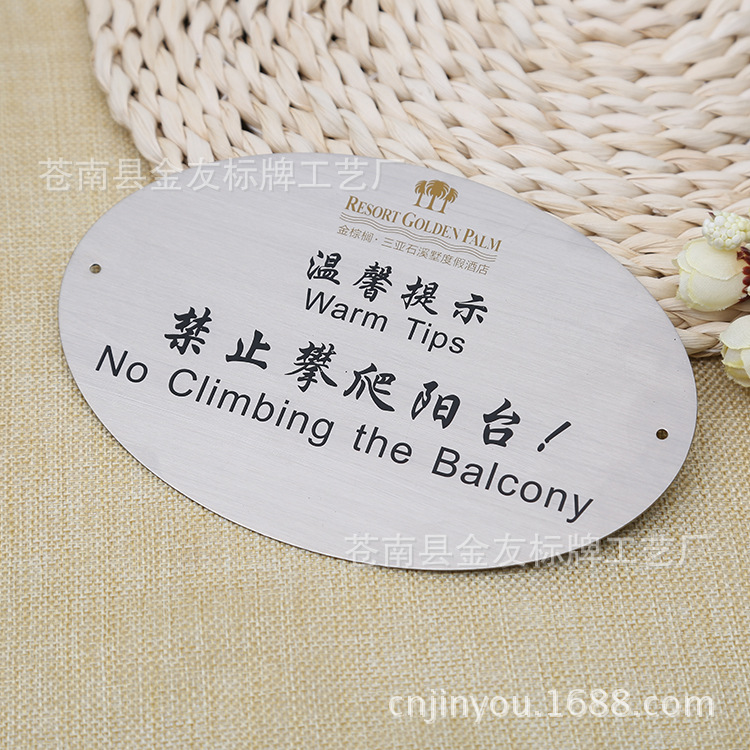 苍南县金友标牌工艺厂
RESORT GOLDEN PALM
金棕榈·三亚石溪墅度假酒店
温馨提示
Warm Tips
禁止攀爬阳台!
No Climbing the Balcony
苍南县金友标牌工艺厂
cnjinyou.1688.com